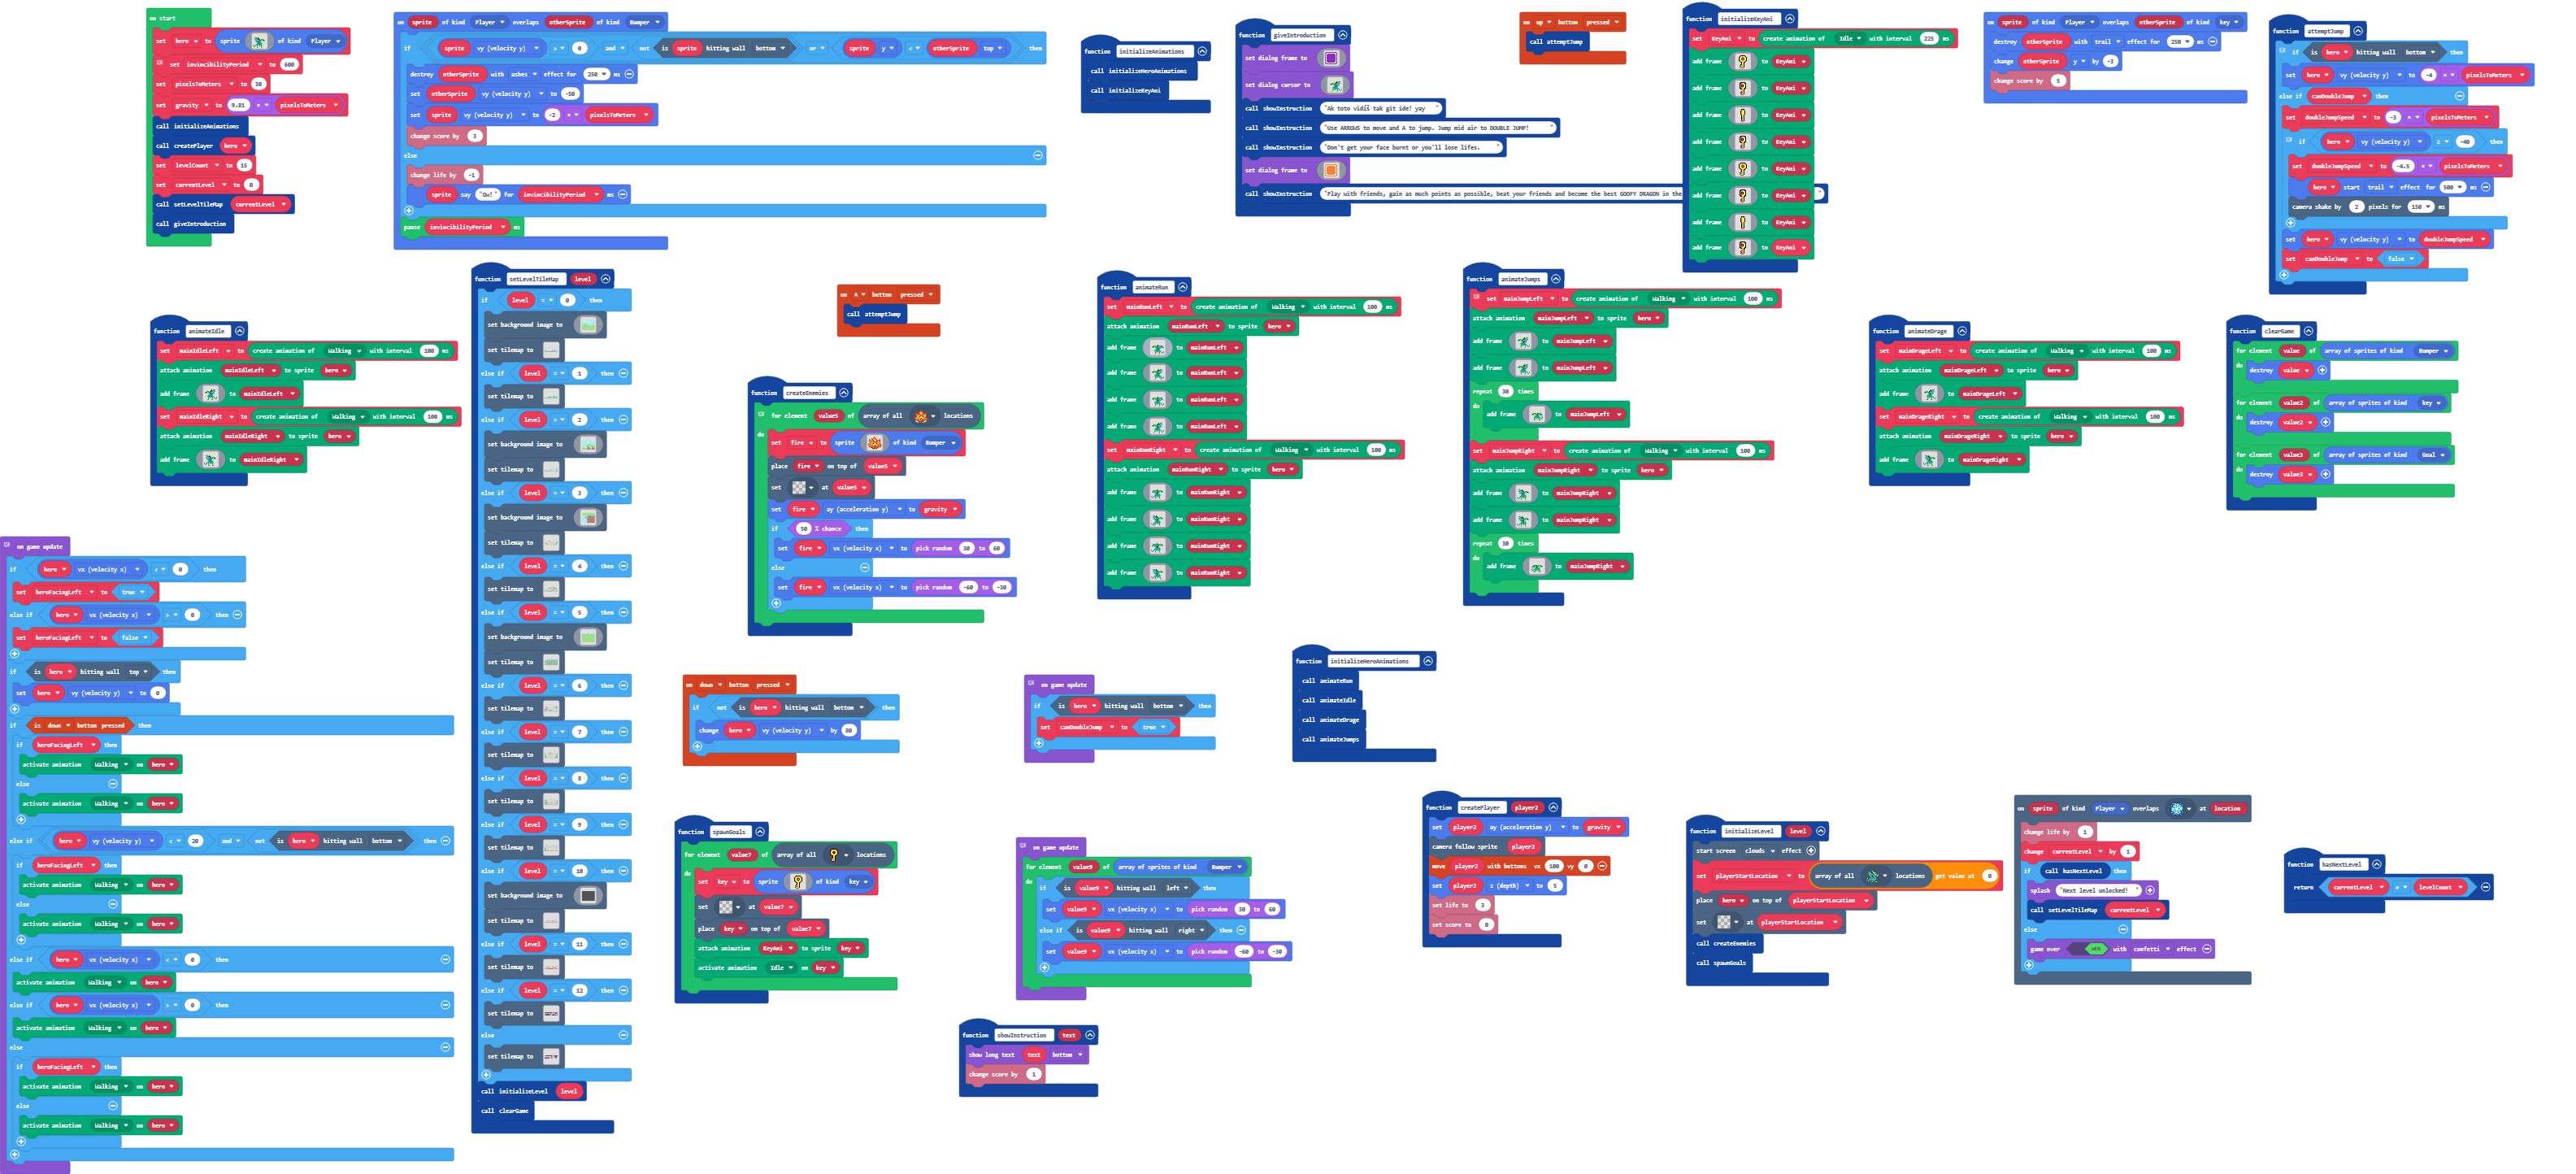 on start
set hero to sprite of kind Player
set invincibilityPeriod to 600
set pixelsToMeters to 30
set gravity to 9.81 × pixelsToMeters
call initializeAnimations
call createPlayer hero
set levelCount to 15
set currentLevel to 0
call setLevelTileMap currentLevel
call giveIntroduction
on sprite of kind Player overlaps otherSprite of kind Bumper
if sprite vy (velocity y) > 0 and not is sprite hitting wall bottom or sprite y < otherSprite top then
destroy otherSprite with ashes effect for 250 ms
set otherSprite vy (velocity y) to -50
set sprite vy (velocity y) to -2 × pixelsToMeters
change score by 3
else
change life by -1
sprite say "Ow!" for invincibilityPeriod ms
pause invincibilityPeriod ms
function initializeAnimations
call initializeHeroAnimations
call initializeKeyAmi
function giveIntroduction
set dialog frame to
set dialog cursor to
call showInstruction "Ak toto vidíš tak git ide! yay "
call showInstruction "Use ARROWS to move and A to jump. Jump mid air to DOUBLE JUMP! "
call showInstruction "Don't get your face burnt or you'll lose lifes. "
set dialog frame to
call showInstruction "Play with friends, gain as much points as possible, beat your friends and become the best GOOFY DRAGON in the "
on up button pressed
call attemptJump
function initializeKeyAmi
set KeyAmi to create animation of Idle with interval 225 ms
add frame to KeyAmi
add frame to KeyAmi
add frame to KeyAmi
add frame to KeyAmi
add frame to KeyAmi
add frame to KeyAmi
add frame to KeyAmi
add frame to KeyAmi
on sprite of kind Player overlaps otherSprite of kind key
destroy otherSprite with trail effect for 250 ms
change otherSprite y by -3
change score by 5
function attemptJump
if is hero hitting wall bottom then
set hero vy (velocity y) to -4 × pixelsToMeters
else if canDoubleJump then
set doubleJumpSpeed to -3 × pixelsToMeters
if hero vy (velocity y) ≥ -40 then
set doubleJumpSpeed to -4.5 × pixelsToMeters
hero start trail effect for 500 ms
camera shake by 2 pixels for 150 ms
set hero vy (velocity y) to doubleJumpSpeed
set canDoubleJump to false
function animateIdle
set mainIdleLeft to create animation of Walking with interval 100 ms
attach animation mainIdleLeft to sprite hero
add frame to mainIdleLeft
set mainIdleRight to create animation of Walking with interval 100 ms
attach animation mainIdleRight to sprite hero
add frame to mainIdleRight
function setLevelTileMap level
if level = 0 then
set background image to
set tilemap to
else if level = 1 then
set tilemap to
else if level = 2 then
set background image to
set tilemap to
else if level = 3 then
set background image to
set tilemap to
else if level = 4 then
set tilemap to
else if level = 5 then
set background image to
set tilemap to
else if level = 6 then
set tilemap to
else if level = 7 then
set tilemap to
else if level = 8 then
set tilemap to
else if level = 9 then
set tilemap to
else if level = 10 then
set background image to
set tilemap to
else if level = 11 then
set tilemap to
else if level = 12 then
set tilemap to
else
set tilemap to
call initializeLevel level
call clearGame
on A button pressed
call attemptJump
function createEnemies
for element value5 of array of all locations
do
set fire to sprite of kind Bumper
place fire on top of value5
set at value5
set fire ay (acceleration y) to gravity
if 50 % chance then
set fire vx (velocity x) to pick random 30 to 60
else
set fire vx (velocity x) to pick random -60 to -30
function animateRun
set mainRunLeft to create animation of Walking with interval 100 ms
attach animation mainRunLeft to sprite hero
add frame to mainRunLeft
add frame to mainRunLeft
add frame to mainRunLeft
add frame to mainRunLeft
set mainRunRight to create animation of Walking with interval 100 ms
attach animation mainRunRight to sprite hero
add frame to mainRunRight
add frame to mainRunRight
add frame to mainRunRight
add frame to mainRunRight
function animateJumps
set mainJumpLeft to create animation of Walking with interval 100 ms
attach animation mainJumpLeft to sprite hero
add frame to mainJumpLeft
add frame to mainJumpLeft
repeat 30 times
do
add frame to mainJumpLeft
set mainJumpRight to create animation of Walking with interval 100 ms
attach animation mainJumpRight to sprite hero
add frame to mainJumpRight
add frame to mainJumpRight
repeat 30 times
do
add frame to mainJumpRight
function animateDrage
set mainDrageLeft to create animation of Walking with interval 100 ms
attach animation mainDrageLeft to sprite hero
add frame to mainDrageLeft
set mainDrageRight to create animation of Walking with interval 100 ms
attach animation mainDrageRight to sprite hero
add frame to mainDrageRight
function clearGame
for element value of array of sprites of kind Bumper
do
destroy value
for element value2 of array of sprites of kind key
do
destroy value2
for element value3 of array of sprites of kind Goal
do
destroy value3
on game update
if hero vx (velocity x) < 0 then
set heroFacingLeft to true
else if hero vx (velocity x) > 0 then
set heroFacingLeft to false
if is hero hitting wall top then
set hero vy (velocity y) to 0
if is down button pressed then
if heroFacingLeft then
activate animation Walking on hero
else
activate animation Walking on hero
else if hero vy (velocity y) < 20 and not is hero hitting wall bottom then
if heroFacingLeft then
activate animation Walking on hero
else
activate animation Walking on hero
else if hero vx (velocity x) < 0 then
activate animation Walking on hero
else if hero vx (velocity x) > 0 then
activate animation Walking on hero
else
if heroFacingLeft then
activate animation Walking on hero
else
activate animation Walking on hero
on down button pressed
if not is hero hitting wall bottom then
change hero vy (velocity y) by 80
on game update
if is hero hitting wall bottom then
set canDoubleJump to true
function initializeHeroAnimations
call animateRun
call animateIdle
call animateDrage
call animateJumps
function spawnGoals
for element value7 of array of all locations
do
set key to sprite of kind key
set at value7
place key on top of value7
attach animation KeyAmi to sprite key
activate animation Idle on key
on game update
for element value9 of array of sprites of kind Bumper
do
if is value9 hitting wall left then
set value9 vx (velocity x) to pick random 30 to 60
else if is value9 hitting wall right then
set value9 vx (velocity x) to pick random -60 to -30
function createPlayer player2
set player2 ay (acceleration y) to gravity
camera follow sprite player2
move player2 with buttons vx 100 vy 0
set player2 z (depth) to 5
set life to 3
set score to 0
function initializeLevel level
start screen clouds effect
set playerStartLocation to array of all locations get value at 0
place hero on top of playerStartLocation
set at playerStartLocation
call createEnemies
call spawnGoals
on sprite of kind Player overlaps at location
change life by 1
change currentLevel by 1
if call hasNextLevel then
splash "Next level unlocked! "
call setLevelTileMap currentLevel
else
game over WIN with confetti effect
function hasNextLevel
return currentLevel ≠ levelCount
function showInstruction text
show long text text bottom
change score by 1